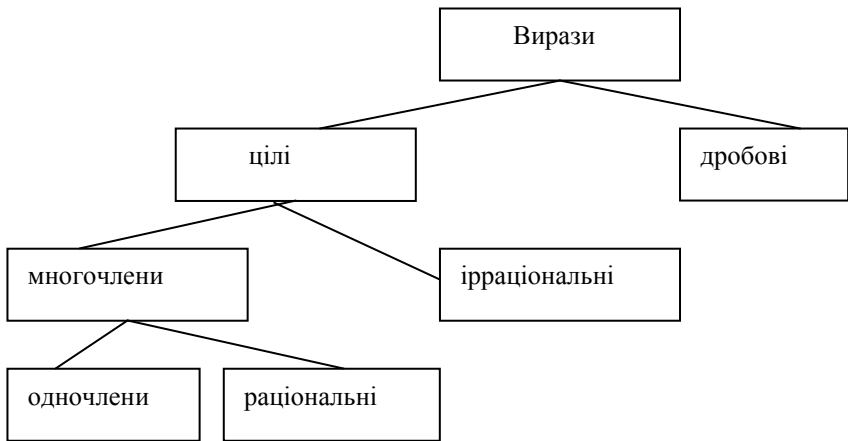 Вирази
цілі
дробові
многочлени
ірраціональні
одночлени
раціональні